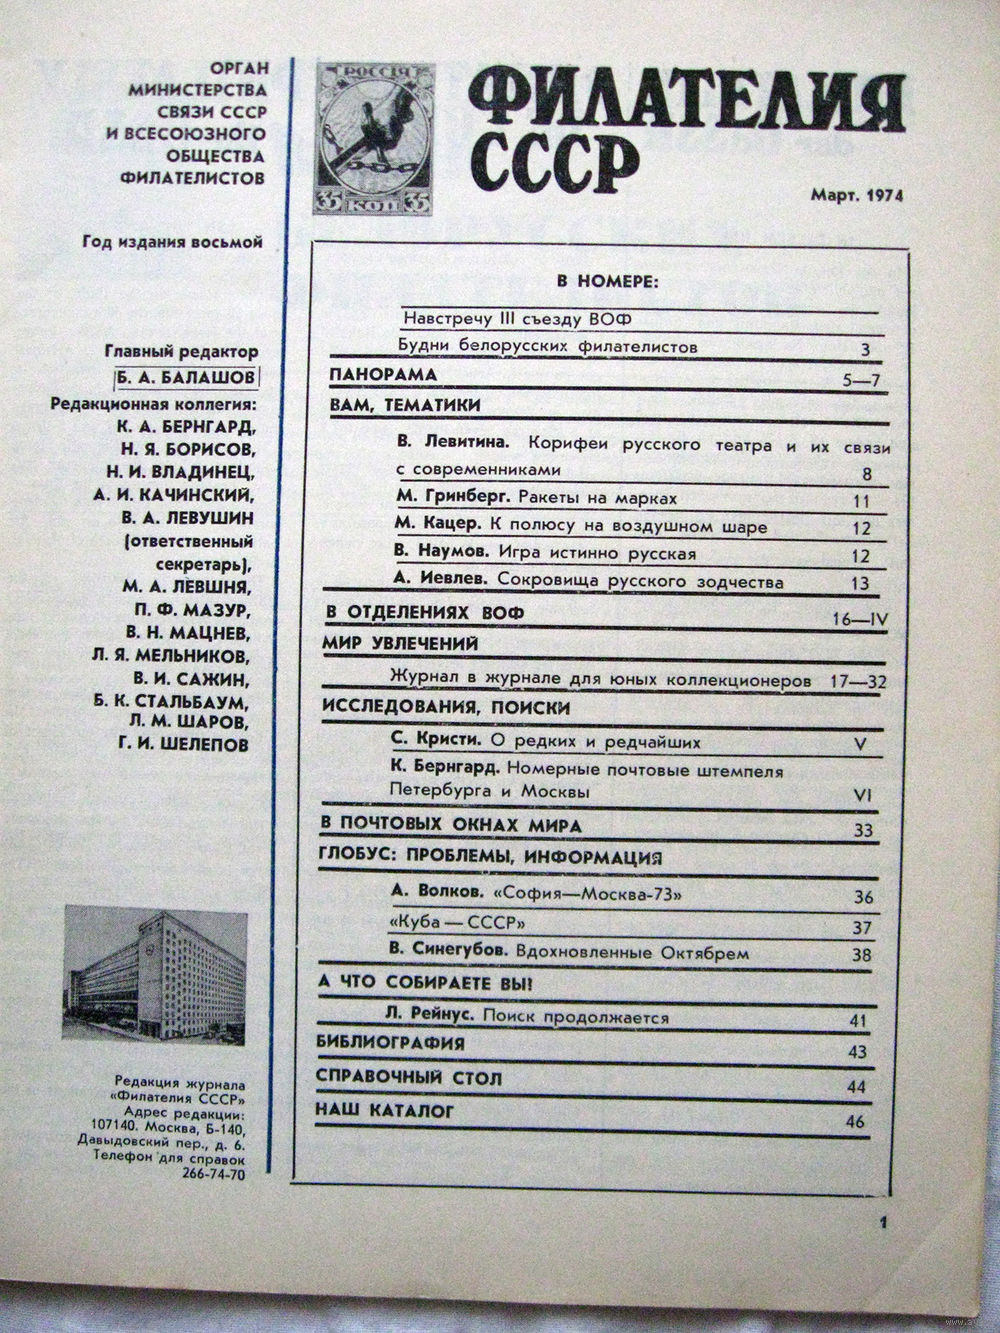 ОРГАН
МИНИСТЕРСТВА
СВЯЗИ СССР
И ВСЕСОЮЗНОГО
ОБЩЕСТВА
ФИЛАТЕЛИСТОВ
Год издания восьмой
Главный редактор
Б. А. БАЛАШОВ
Редакционная коллегия:
К. А. БЕРНГАРД,
Н. Я. БОРИСОВ,
Н. И. ВЛАДИНЕЦ,
А. И. КАЧИНСКИЙ,
В. А. ЛЕВУШИН
(ответственный
секретарь),
М. А. ЛЕВШНЯ,
П. Ф. МАЗУР,
В. Н. МАЦНЕВ,
Л. Я. МЕЛЬНИКОВ,
В. И. САЖИН,
Б. К. СТАЛЬБАУМ,
Л. М. ШАРОВ,
Г. И. ШЕЛЕПОВ
Редакция журнала
«Филателия СССР»
Адрес редакции:
107140. Москва, Б-140,
Давыдовский пер., д. 6.
Телефон для справок
266-74-70
РОССIЯ
35 КОП 35
ФИЛАТЕЛИЯ
СССР
Март. 1974
В НОМЕРЕ:
Навстречу III съезду ВОФ
Будни белорусских филателистов 3
ПАНОРАМА 5—7
ВАМ, ТЕМАТИКИ
В. Левитина. Корифеи русского театра и их связи
с современниками 8
М. Гринберг. Ракеты на марках 11
М. Кацер. К полюсу на воздушном шаре 12
В. Наумов. Игра истинно русская 12
А. Иевлев. Сокровища русского зодчества 13
В ОТДЕЛЕНИЯХ ВОФ 16—IV
МИР УВЛЕЧЕНИЙ
Журнал в журнале для юных коллекционеров 17—32
ИССЛЕДОВАНИЯ, ПОИСКИ
С. Кристи. О редких и редчайших V
К. Бернгард. Номерные почтовые штемпеля
Петербурга и Москвы VI
В ПОЧТОВЫХ ОКНАХ МИРА 33
ГЛОБУС: ПРОБЛЕМЫ, ИНФОРМАЦИЯ
А. Волков. «София—Москва-73» 36
«Куба — СССР» 37
В. Синегубов. Вдохновленные Октябрем 38
А ЧТО СОБИРАЕТЕ ВЫ?
Л. Рейнус. Поиск продолжается 41
БИБЛИОГРАФИЯ 43
СПРАВОЧНЫЙ СТОЛ 44
НАШ КАТАЛОГ 46
1